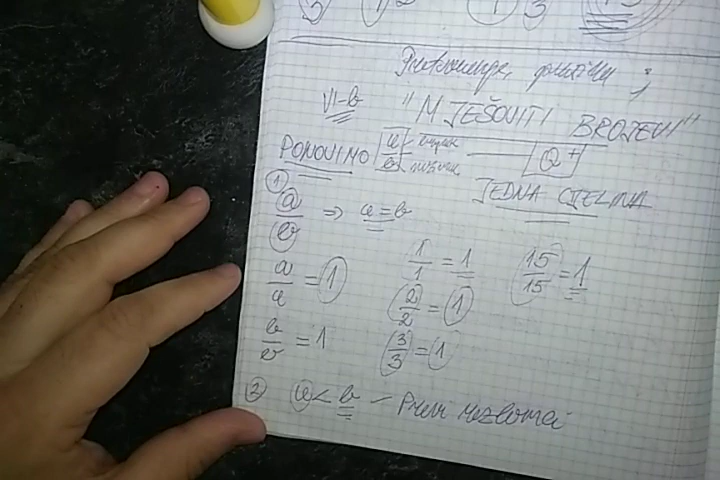 VI-b "MJEŠOVITI BROJEVI"
PONOVIMO a/b brojnik nazivnik Q+
JEDNA CIJELINA
① a/b ⇒ a=b
a/a = 1 1/1 = 1 15/15 = 1
2/2 = 1
b/b = 1 3/3 = 1
② a<b – Pravi razlomci